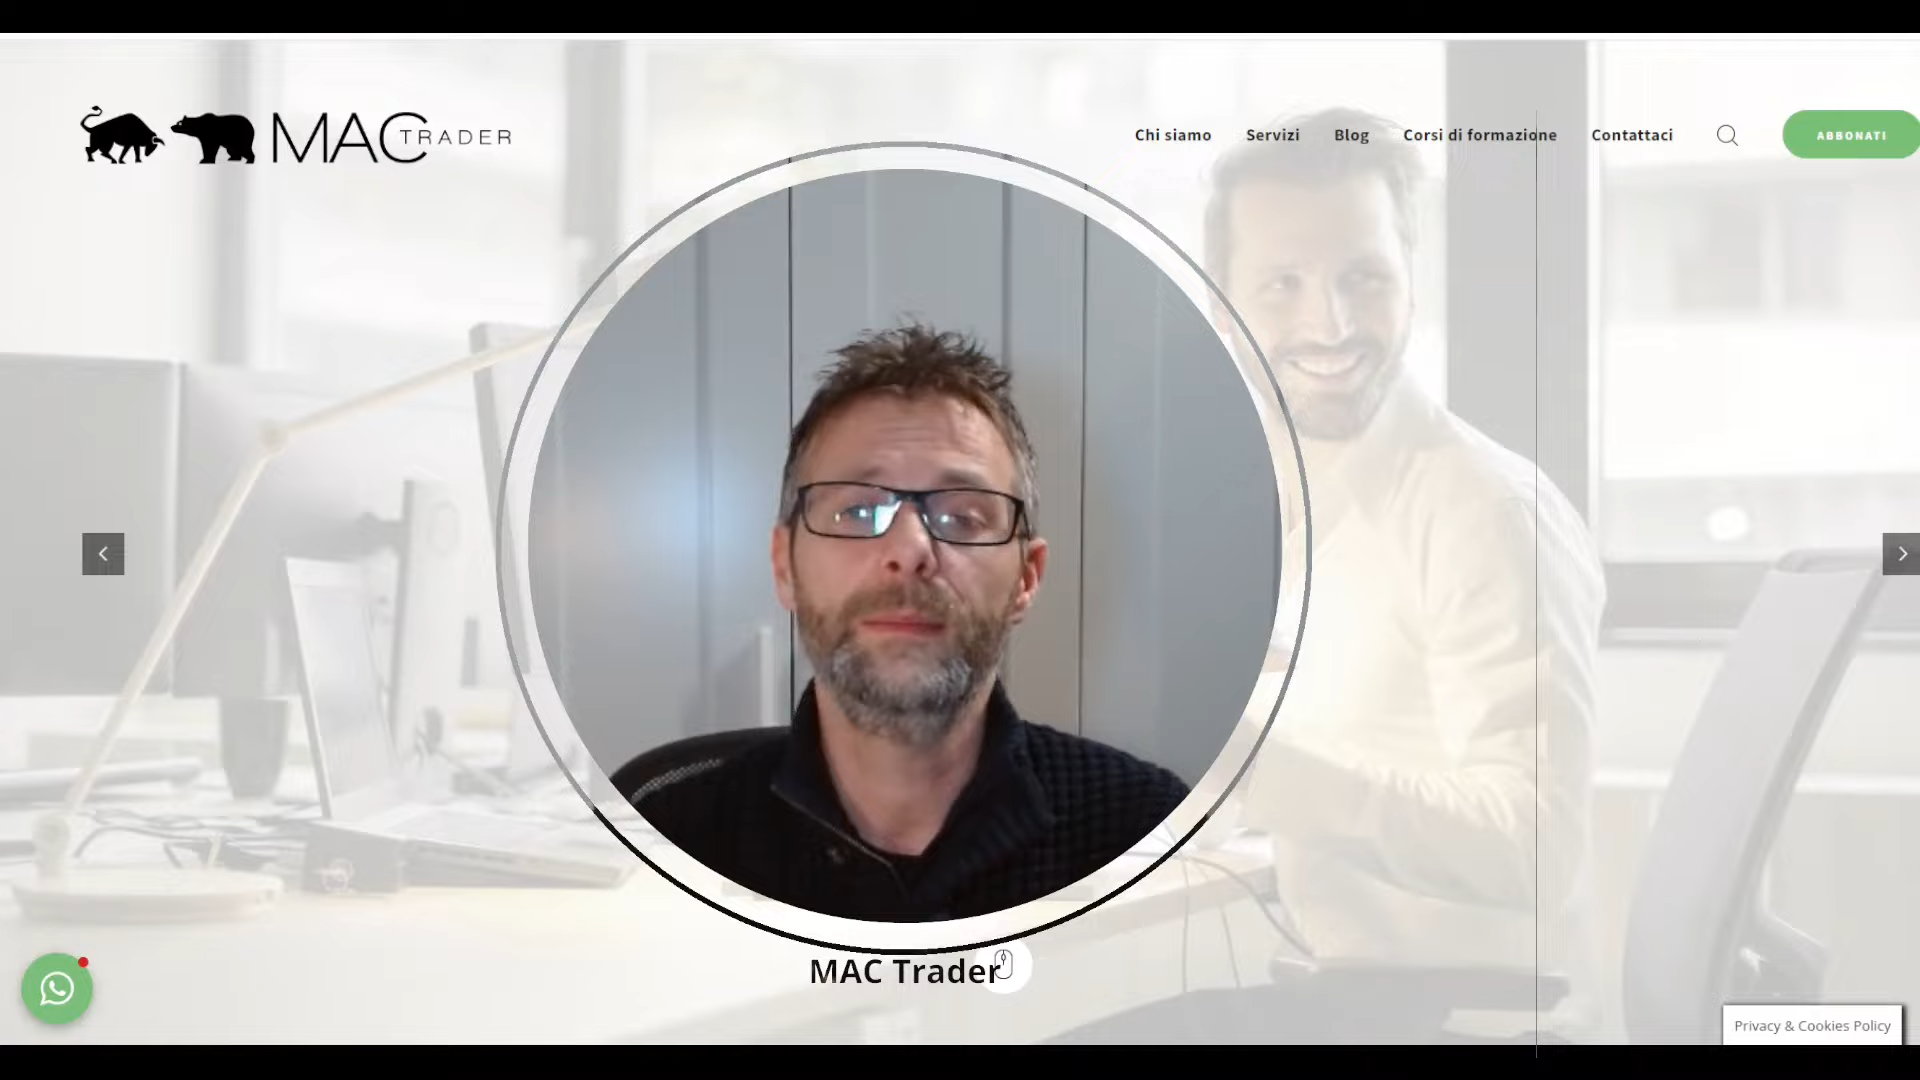 MAC TRADER
Chi siamo Servizi Blog Corsi di formazione Contattaci ABBONATI
MAC Trader
Privacy & Cookies Policy